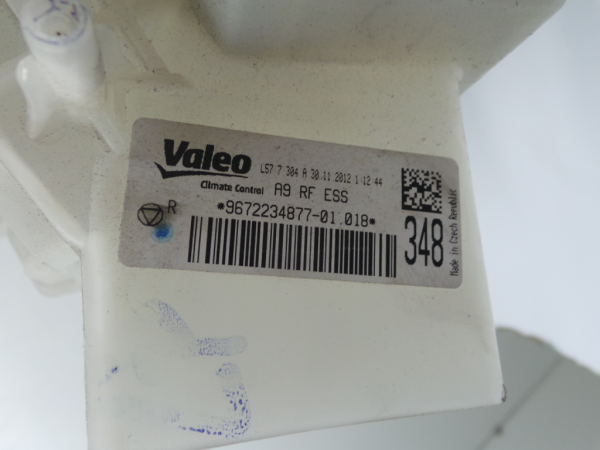 Valeo L57 7 304 A 30.11 2012 1:12:44
Climate Control A9 RF ESS
R *9672234877-01.018*
348
Made in Czech Republic